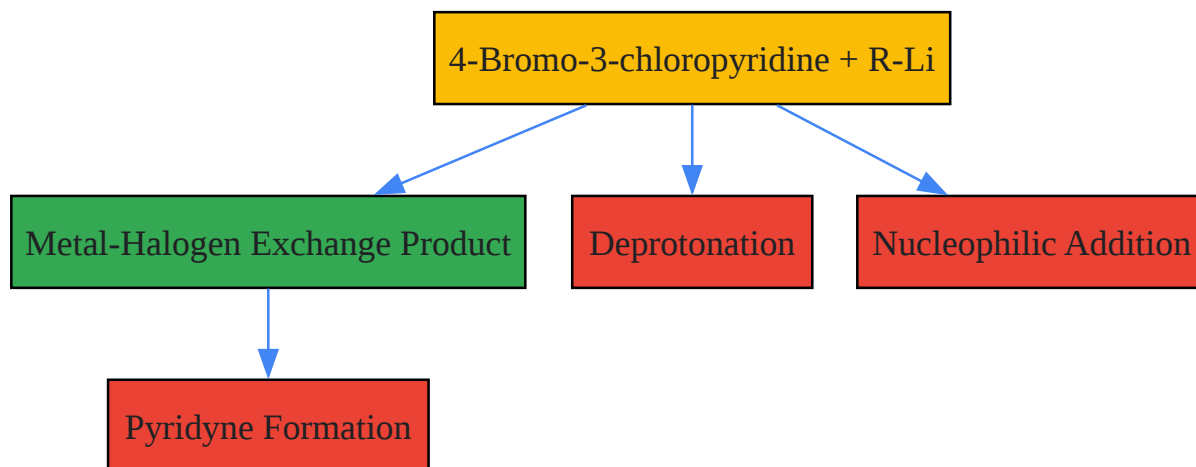 4-Bromo-3-chloropyridine + R-Li
Metal-Halogen Exchange Product
Deprotonation
Nucleophilic Addition
Pyridyne Formation